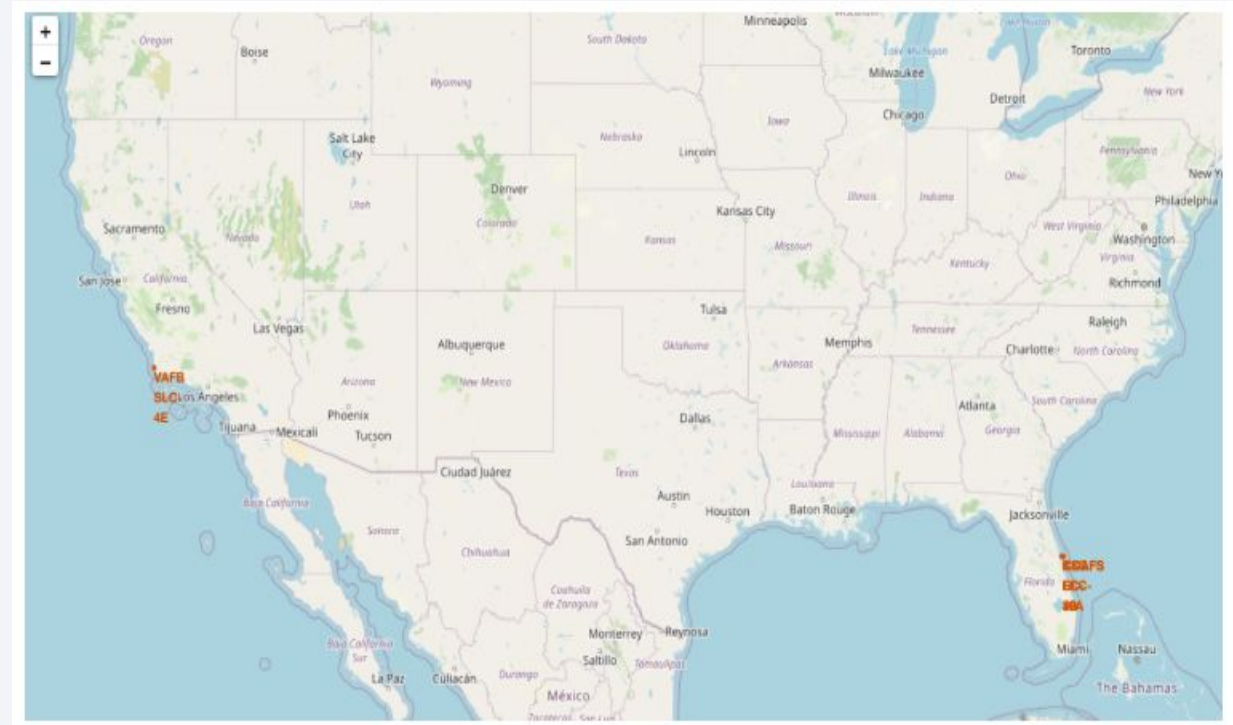 +
Minneapolis
Oregon
South Dakota
Toronto
Boise
Lake Michigan
Milwaukee
Wyoming
New York
Detroit
Chicago
Iowa
Salt Lake
City
Nebraska
Lincoln
Pennsylvania
Ohio
New Y
Denver
Utah
Illinois
Indiana
Philadelphia
Kansas City
Colorado
Sacramento
Nevada
Kansas
Missouri
West Virginia
Washington
Virginia
Kentucky
San Jose
California
Richmond
Fresno
Tulsa
Las Vegas
Raleigh
Tennessee
Albuquerque
Oklahoma
Memphis
Charlotte
North Carolina
Arkansas
VAFB
Arizona
New Mexico
SLC
Los Angeles
South Carolina
Atlanta
4E
Phoenix
Dallas
Tijuana
Mexicali
Tucson
Mississippi
Alabama
Georgia
Ciudad Juárez
Texas
Louisiana
Austin
Baja California
Houston
Baton Rouge
Jacksonville
Sonora
San Antonio
Chihuahua
Florida
Coahuila
de Zaragoza
Monterrey
Reynosa
Baja California
Sur
Miami
Nassau
Saltillo
Tamaulipas
La Paz
Culiacán
Durango
The Bahamas
México